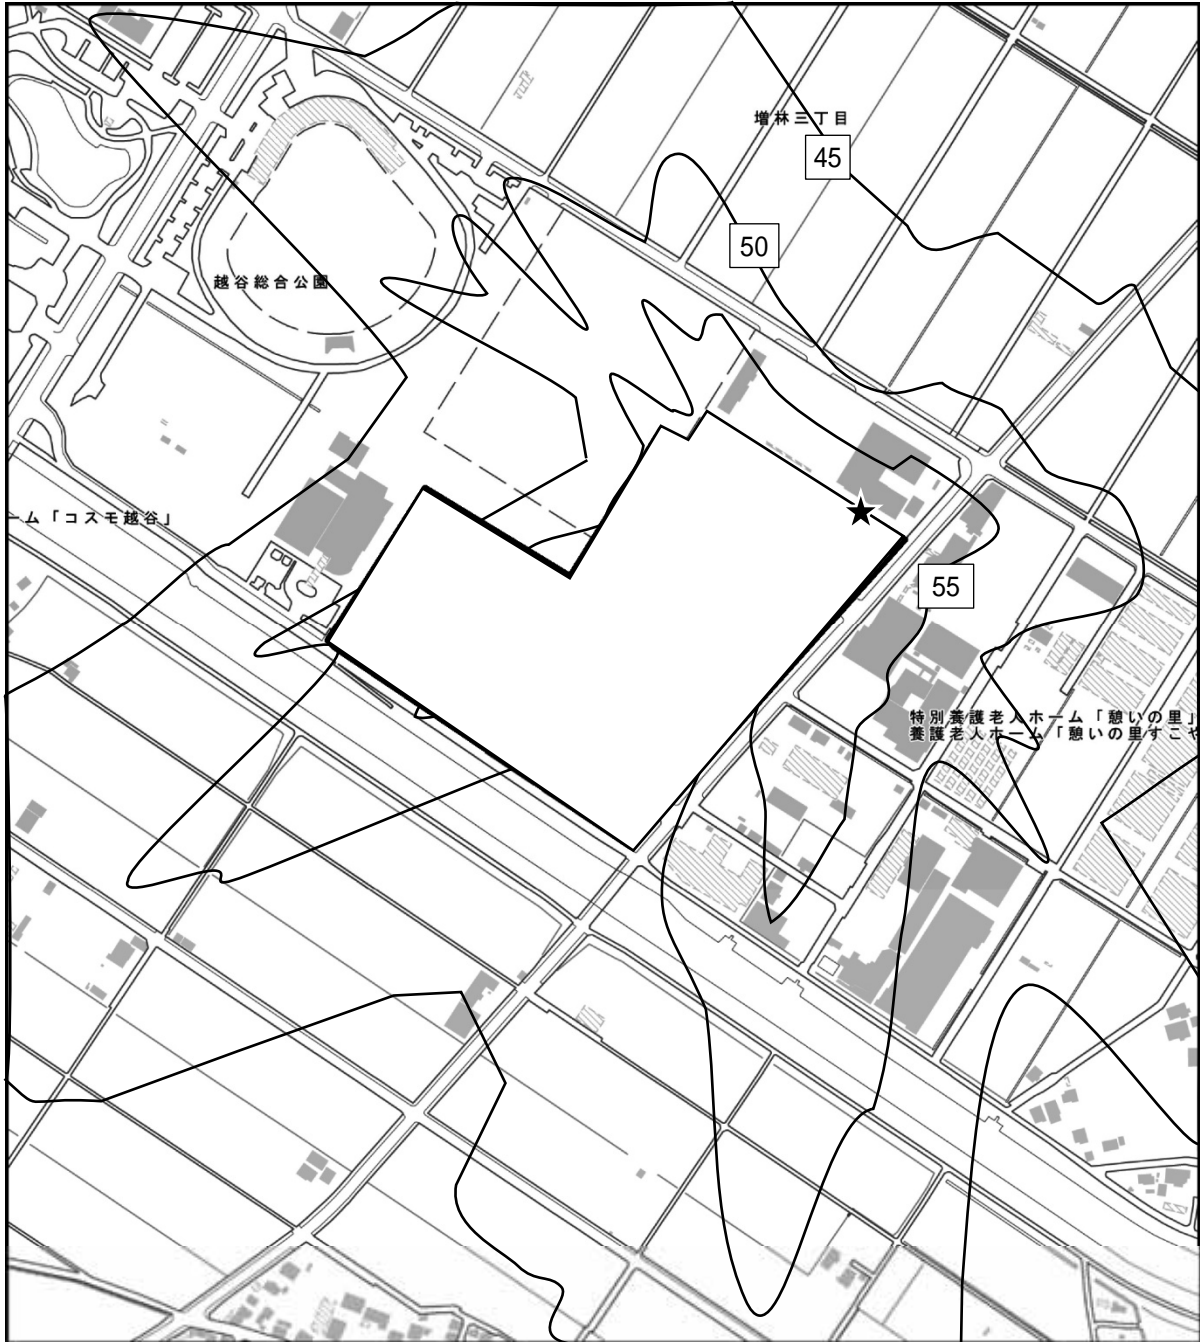 増林三丁目
45
50
越谷総合公園
ーム「コスモ越谷」
55
特別養護老人ホーム「憩いの里」
養護老人ホーム「憩いの里すこや